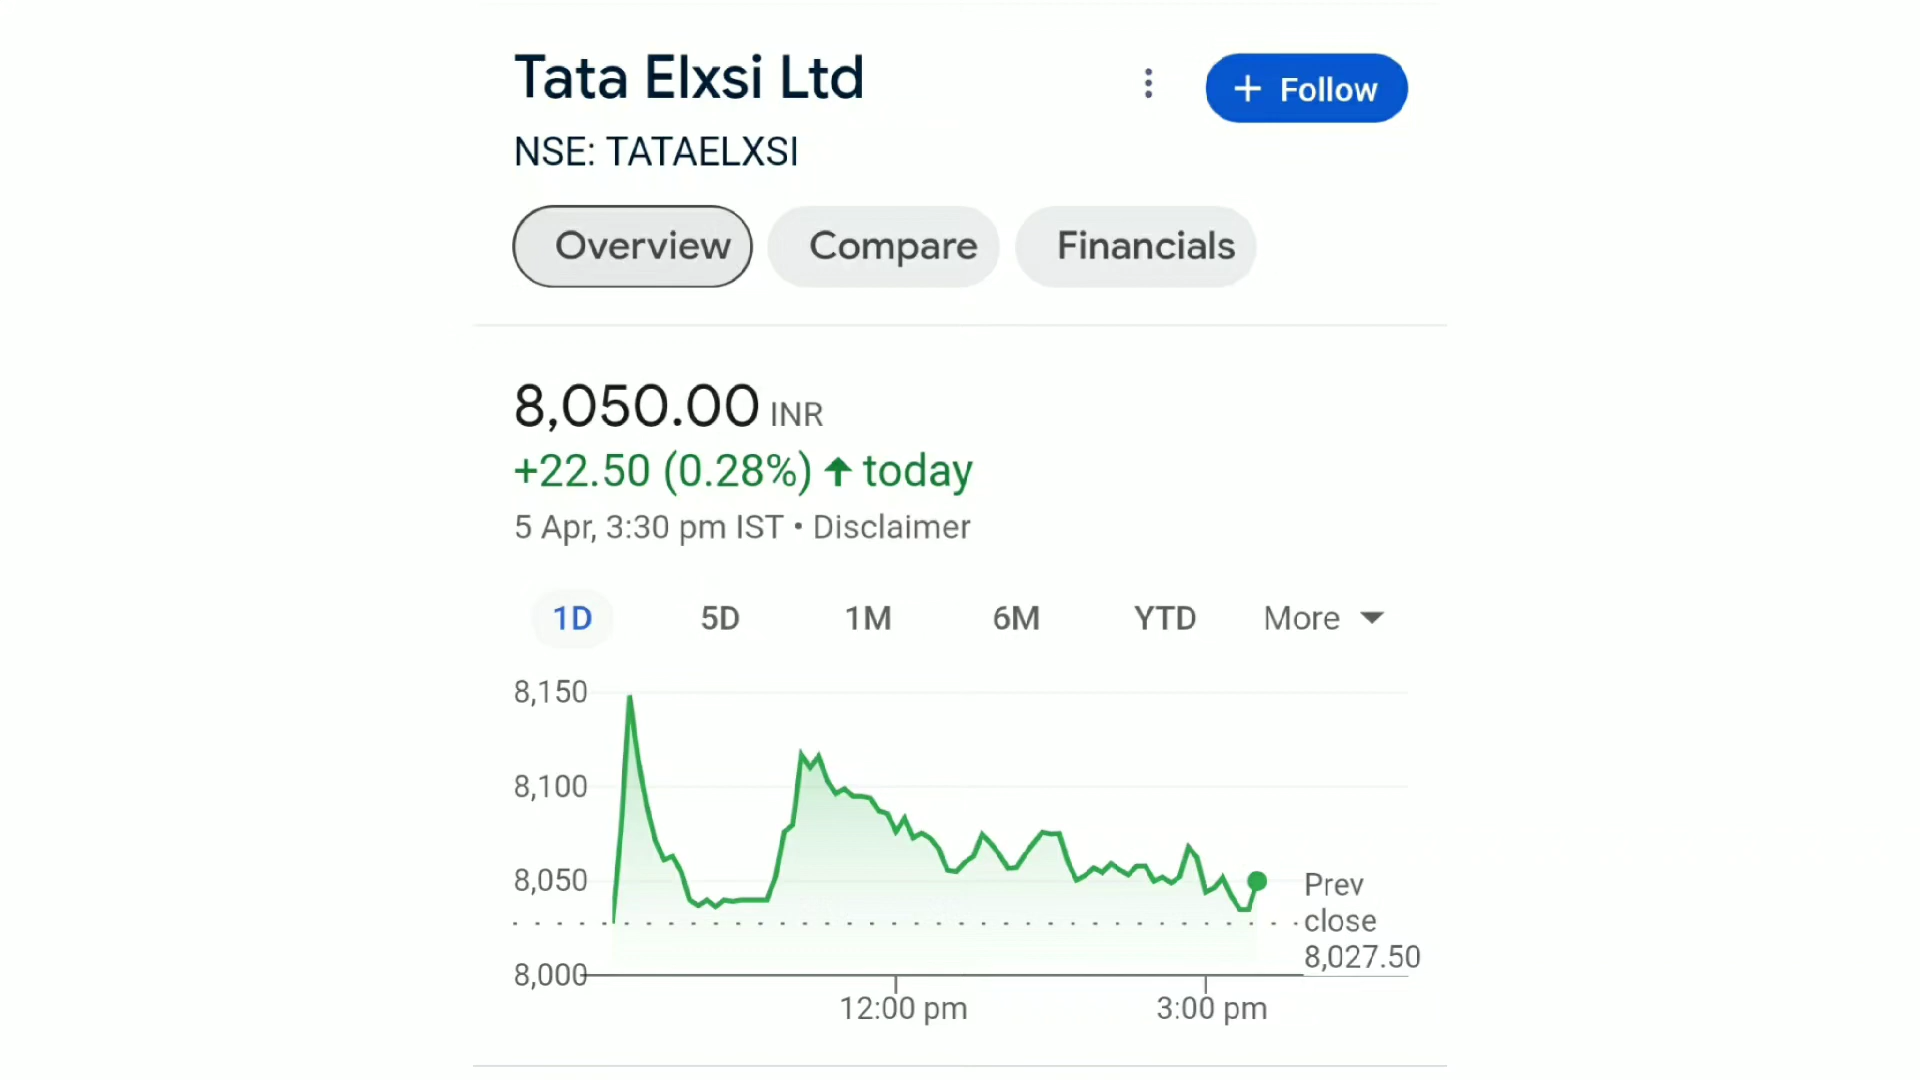 Tata Elxsi Ltd
+ Follow
NSE: TATAELXSI
Overview
Compare
Financials
8,050.00 INR
+22.50 (0.28%) ↑ today
5 Apr, 3:30 pm IST • Disclaimer
1D 5D 1M 6M YTD More
8,150
8,100
8,050
8,000
Prev
close
8,027.50
12:00 pm
3:00 pm